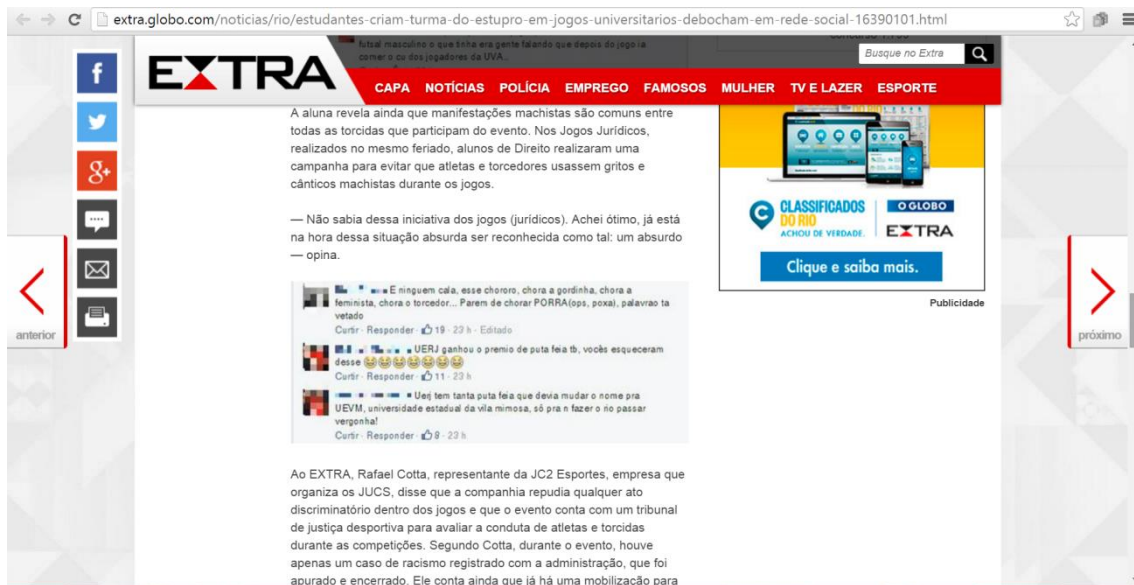 extra.globo.com/noticias/rio/estudantes-criam-turma-do-estupro-em-jogos-universitarios-debocham-em-rede-social-16390101.html
futsal masculino o que tinha era gente falando que depois do jogo ia
comer o cu dos jogadores da UVA..
EXTRA
Busque no Extra
CAPA NOTÍCIAS POLÍCIA EMPREGO FAMOSOS MULHER TV E LAZER ESPORTE
A aluna revela ainda que manifestações machistas são comuns entre
todas as torcidas que participam do evento. Nos Jogos Jurídicos,
realizados no mesmo feriado, alunos de Direito realizaram uma
campanha para evitar que atletas e torcedores usassem gritos e
cânticos machistas durante os jogos.
— Não sabia dessa iniciativa dos jogos (jurídicos). Achei ótimo, já está
na hora dessa situação absurda ser reconhecida como tal: um absurdo
— opina.
E ninguem cala, esse chororo, chora a gordinha, chora a
feminista, chora o torcedor... Parem de chorar PORRA(ops, poxa), palavrao ta
vetado
Curtir · Responder · 19 · 23 h · Editado
UERJ ganhou o premio de puta feia tb, vocês esqueceram
desse
Curtir · Responder · 11 · 23 h
Uerj tem tanta puta feia que devia mudar o nome pra
UEVM, universidade estadual da vila mimosa, só pra n fazer o rio passar
vergonha!
Curtir · Responder · 9 · 23 h
Ao EXTRA, Rafael Cotta, representante da JC2 Esportes, empresa que
organiza os JUCS, disse que a companhia repudia qualquer ato
discriminatório dentro dos jogos e que o evento conta com um tribunal
de justiça desportiva para avaliar a conduta de atletas e torcidas
durante as competições. Segundo Cotta, durante o evento, houve
apenas um caso de racismo registrado com a administração, que foi
apurado e encerrado. Ele conta ainda que já há uma mobilização para
CLASSIFICADOS
DO RIO
ACHOU DE VERDADE.
O GLOBO
EXTRA
Clique e saiba mais.
Publicidade
anterior
próximo